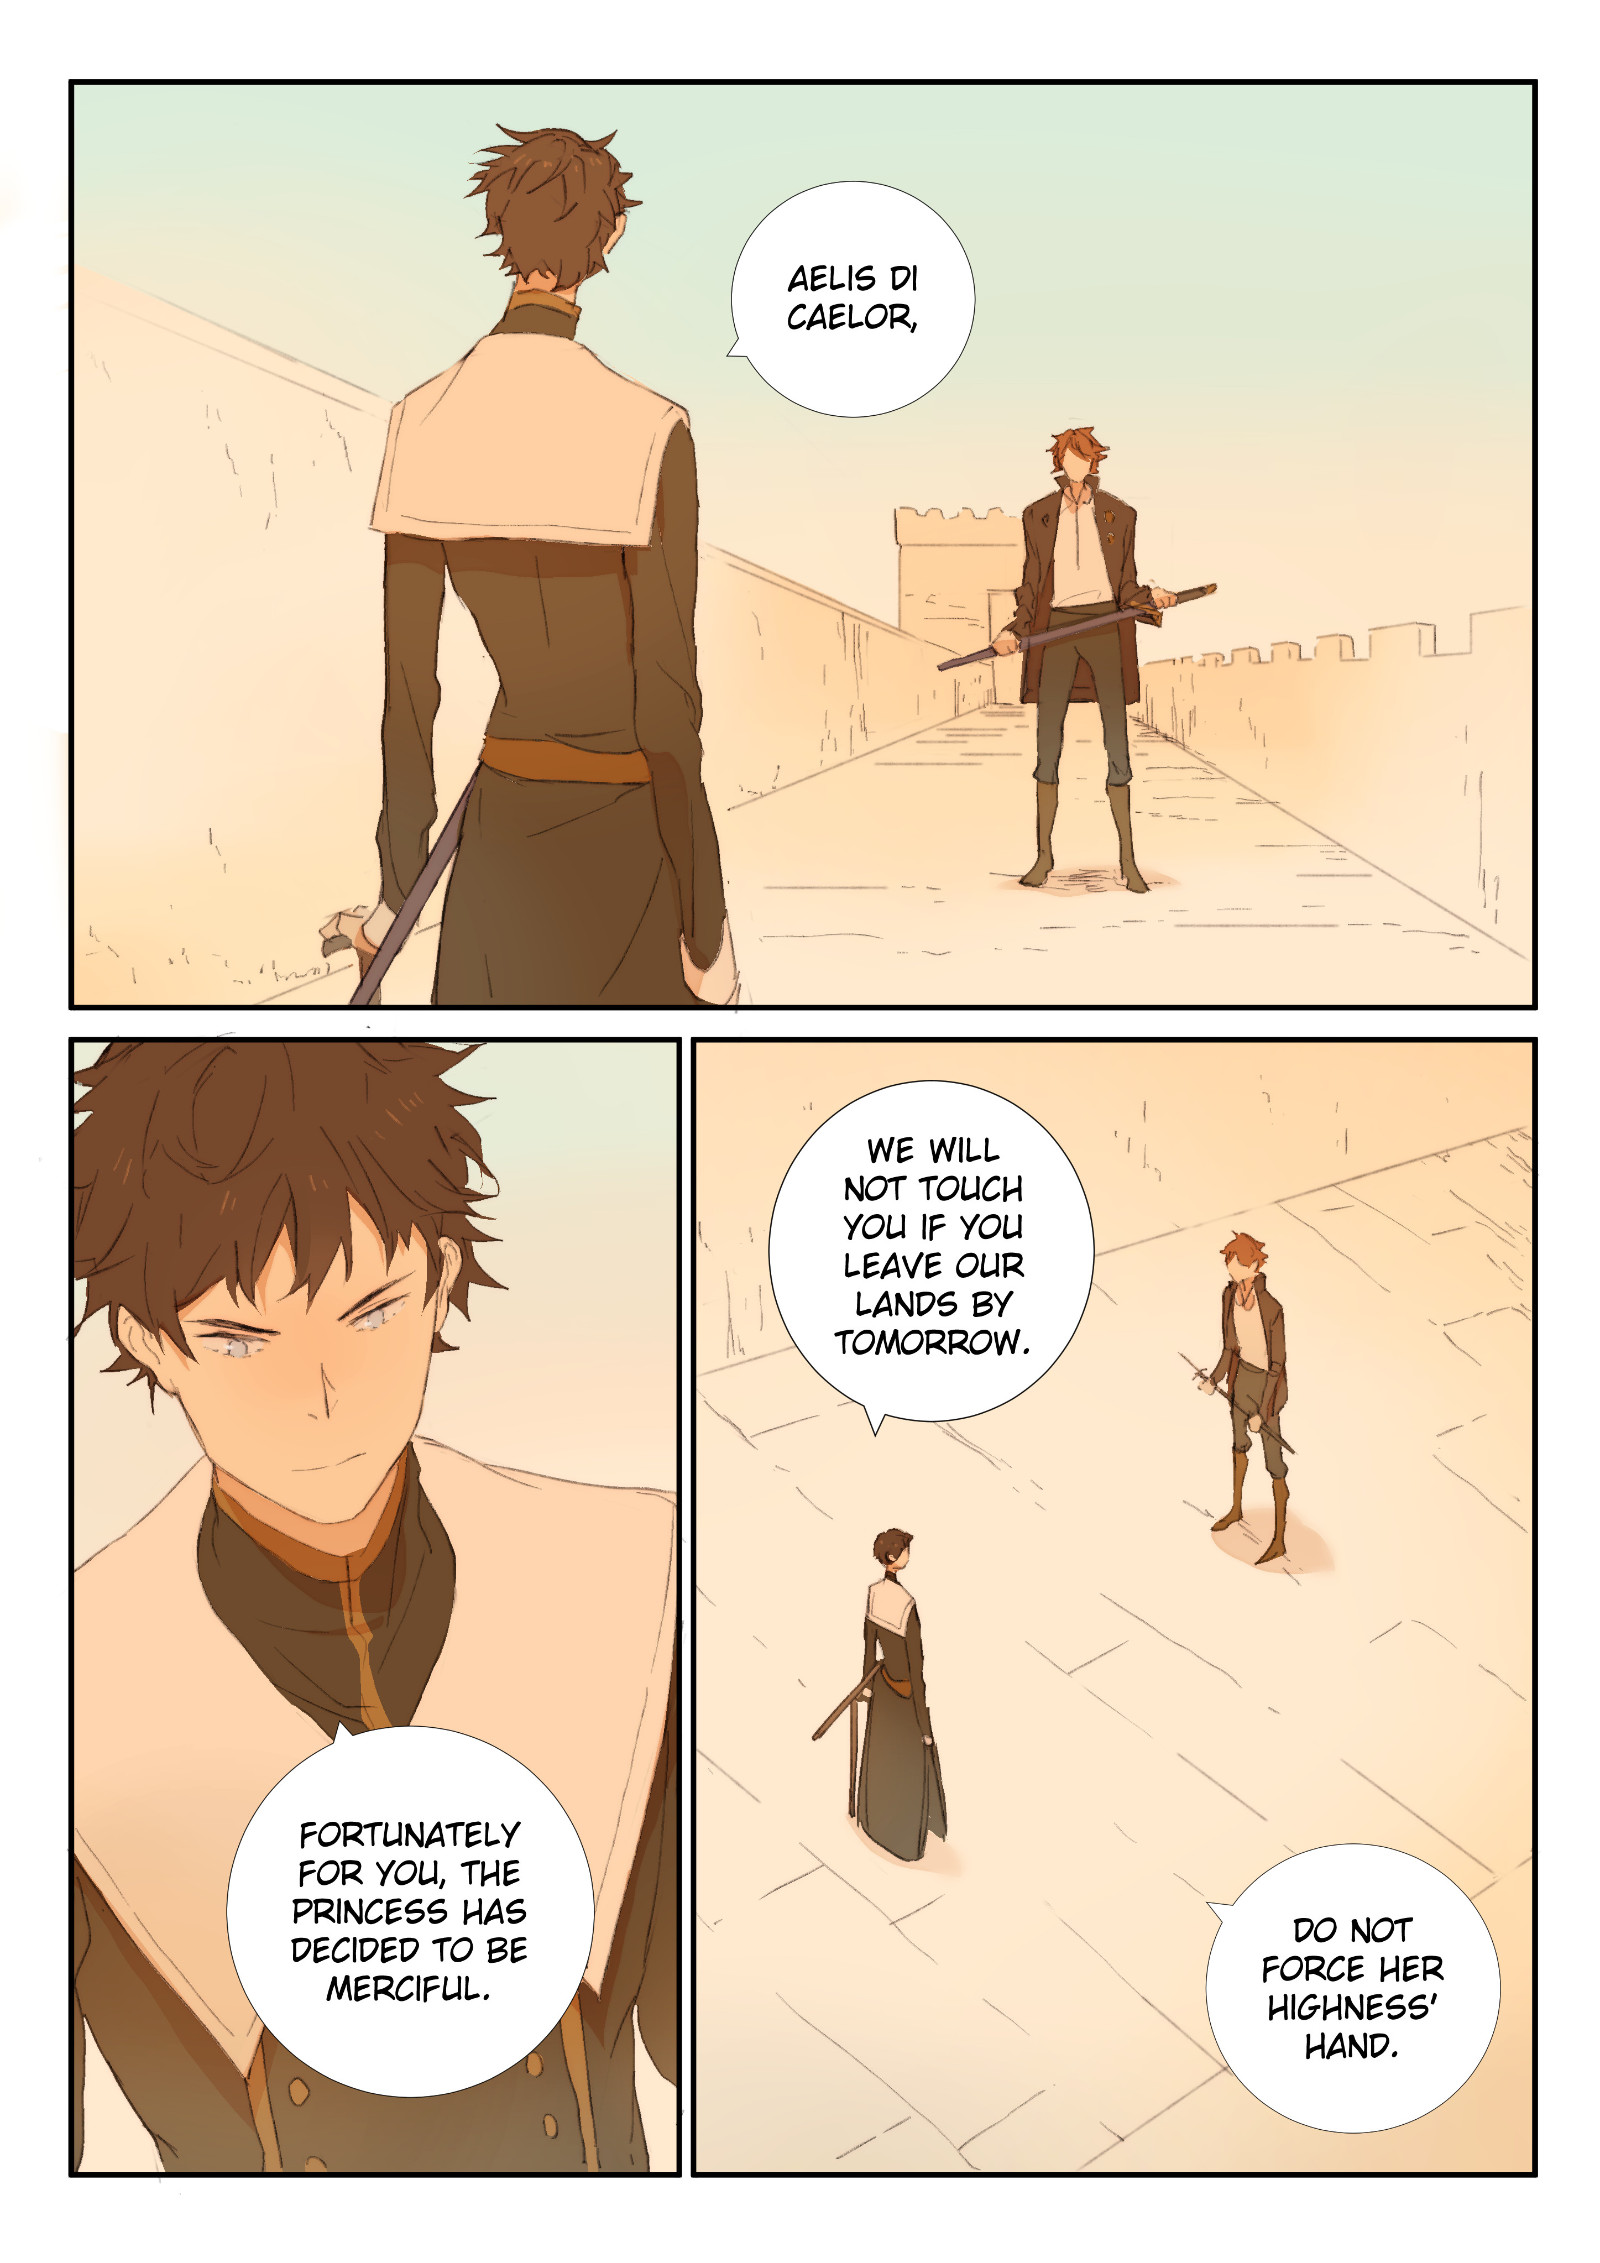 AELIS DI
CAELOR,
FORTUNATELY
FOR YOU, THE
PRINCESS HAS
DECIDED TO BE
MERCIFUL.
WE WILL
NOT TOUCH
YOU IF YOU
LEAVE OUR
LANDS BY
TOMORROW.
DO NOT
FORCE HER
HIGHNESS'
HAND.